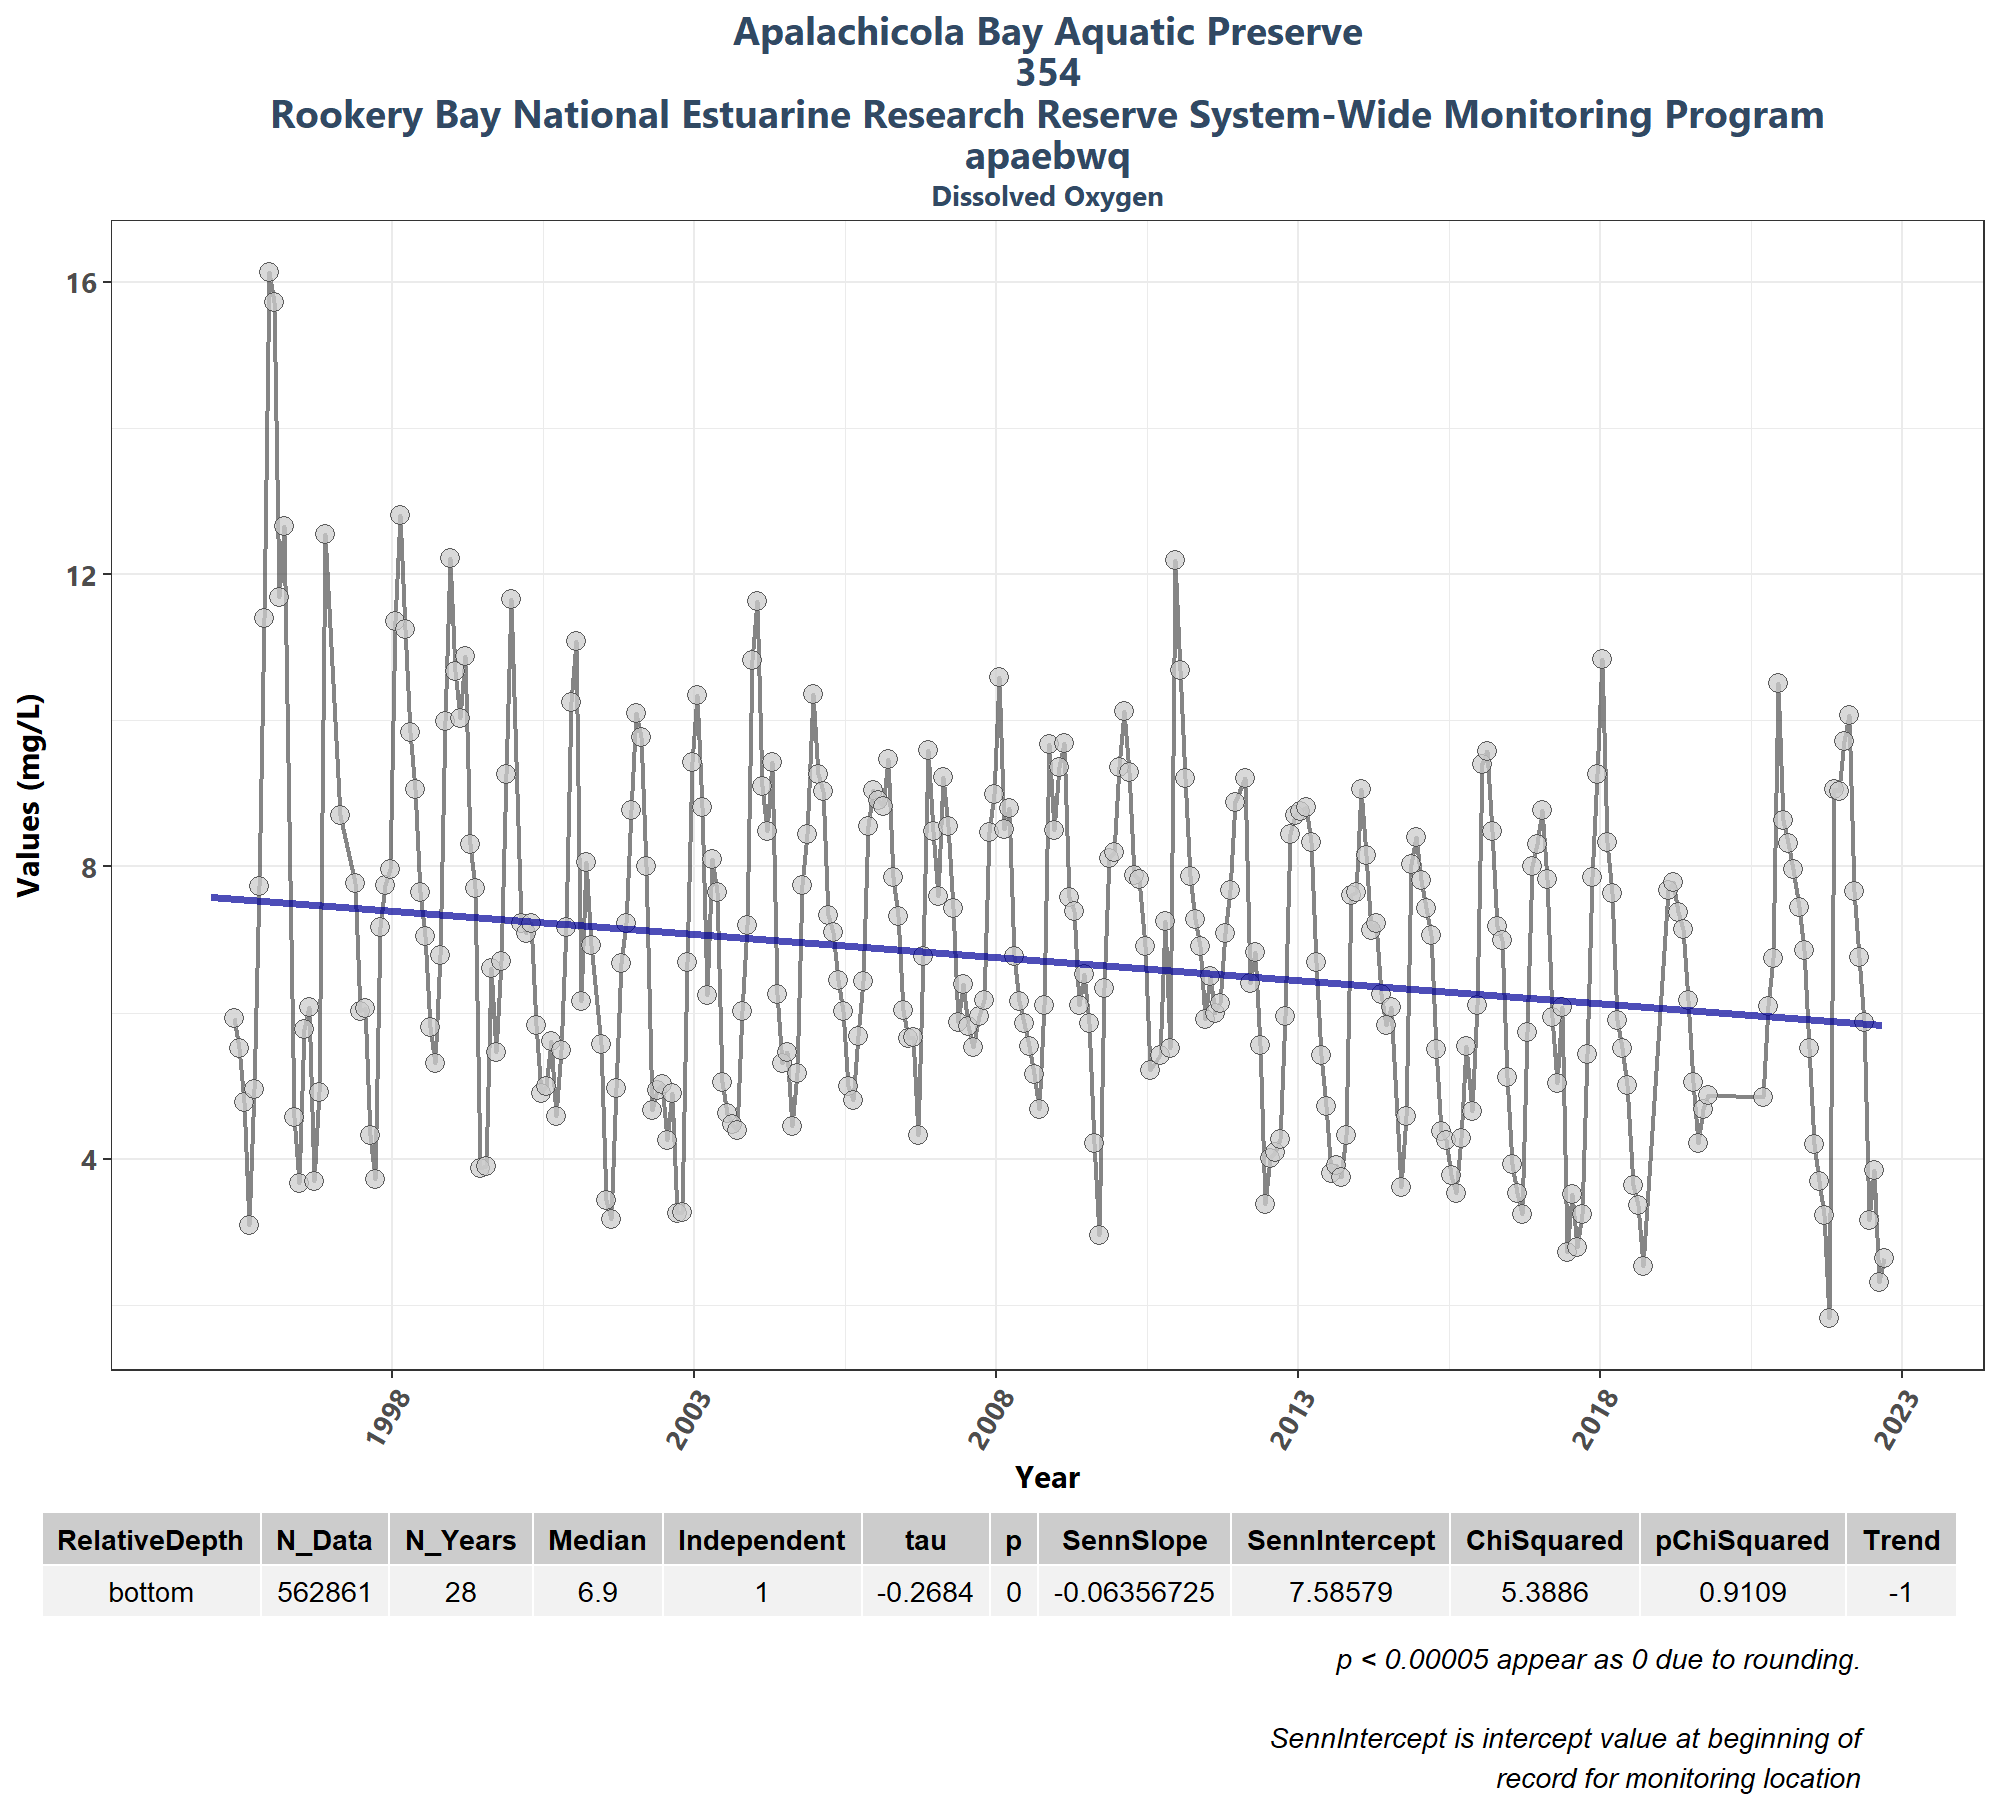 Apalachicola Bay Aquatic Preserve
354
Rookery Bay National Estuarine Research Reserve System-Wide Monitoring Program
apaebwq
Dissolved Oxygen
16
12
8
4
Values (mg/L)
1998
2003
2008
2013
2018
2023
Year
RelativeDepth N_Data N_Years Median Independent tau p SennSlope SennIntercept ChiSquared pChiSquared Trend
bottom 562861 28 6.9 1 -0.2684 0 -0.06356725 7.58579 5.3886 0.9109 -1
p < 0.00005 appear as 0 due to rounding.
SennIntercept is intercept value at beginning of
record for monitoring location